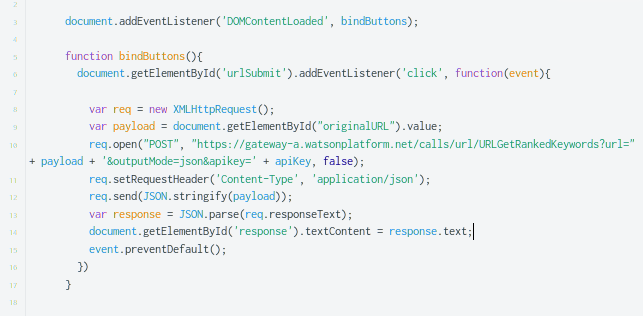 2
3 document.addEventListener('DOMContentLoaded', bindButtons);
4
5 function bindButtons(){
6 document.getElementById('urlSubmit').addEventListener('click', function(event){
7
8 var req = new XMLHttpRequest();
9 var payload = document.getElementById("originalURL").value;
10 req.open("POST", "https://gateway-a.watsonplatform.net/calls/url/URLGetRankedKeywords?url="
+ payload + '&outputMode=json&apikey=' + apiKey, false);
11 req.setRequestHeader('Content-Type', 'application/json');
12 req.send(JSON.stringify(payload));
13 var response = JSON.parse(req.responseText);
14 document.getElementById('response').textContent = response.text;
15 event.preventDefault();
16 })
17 }
18